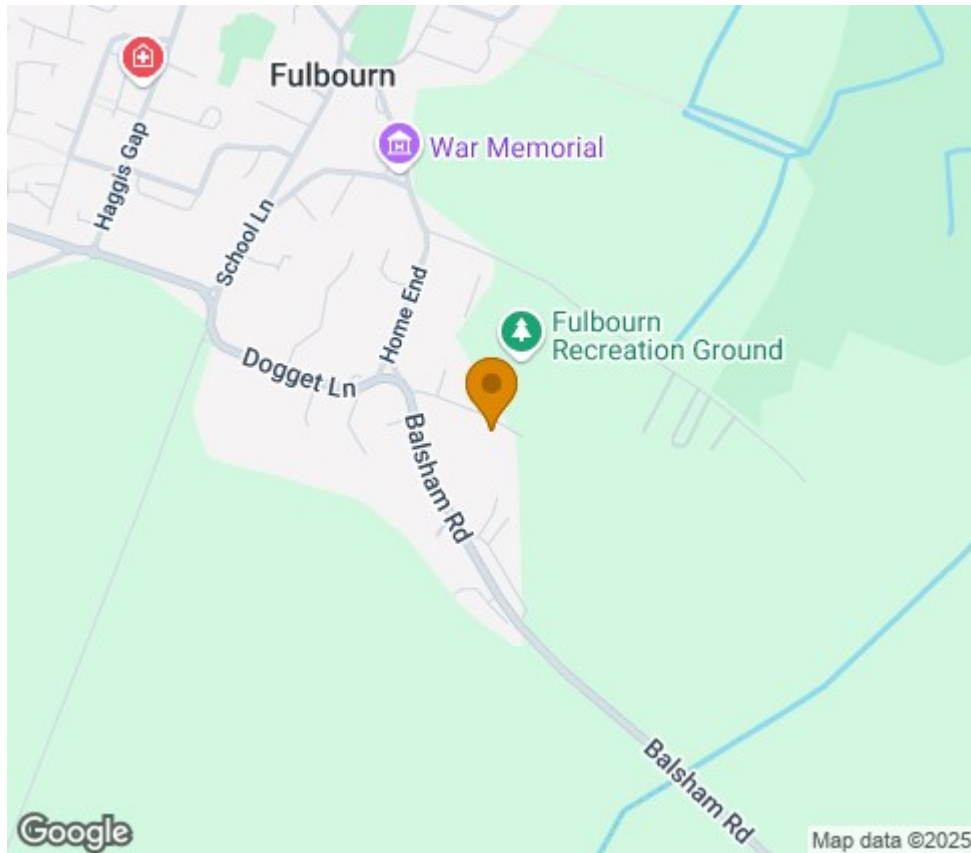 Fulbourn
War Memorial
Haggis Gap
School Ln
Home End
Fulbourn
Recreation Ground
Dogget Ln
Balsham Rd
Balsham Rd
Google
Map data ©2025